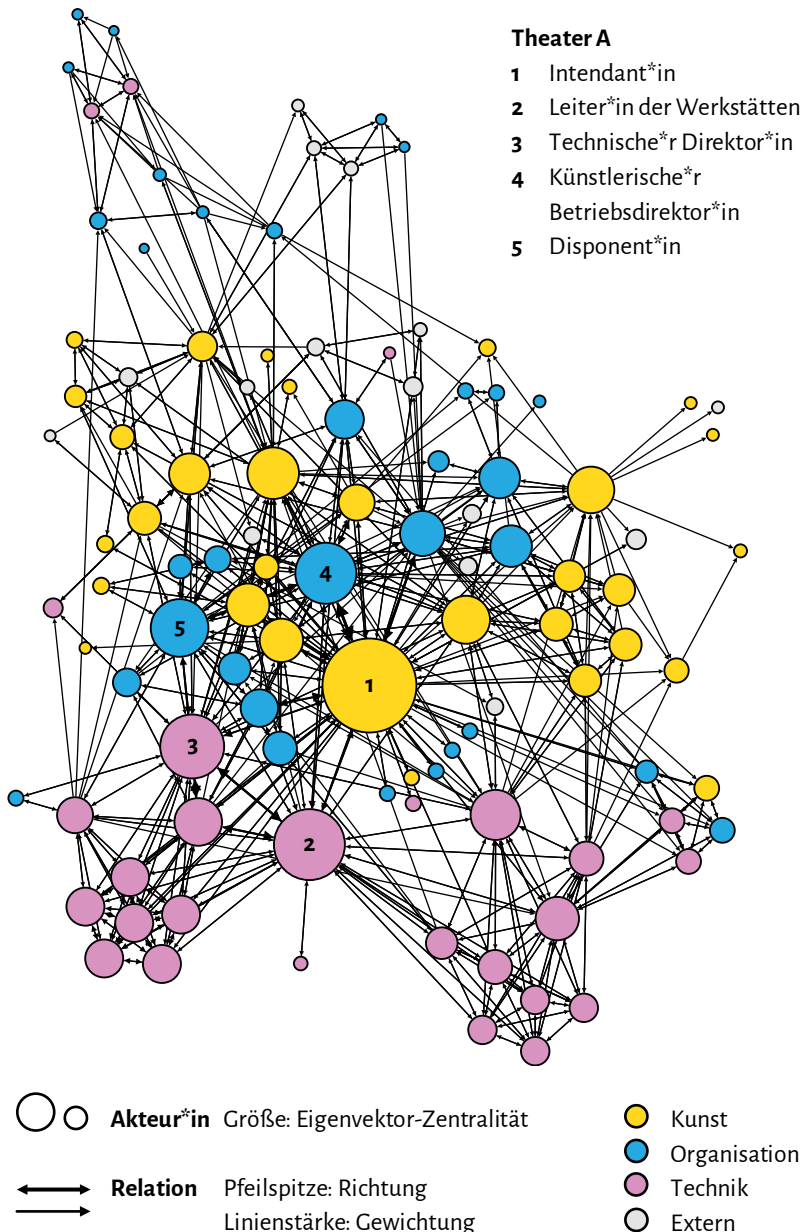 Theater A
1 Intendant*in
2 Leiter*in der Werkstätten
3 Technische*r Direktor*in
4 Künstlerische*r
Betriebsdirektor*in
5 Disponent*in
4
5
1
3
2
Akteur*in Größe: Eigenvektor-Zentralität
Relation Pfeilspitze: Richtung
Linienstärke: Gewichtung
Kunst
Organisation
Technik
Extern